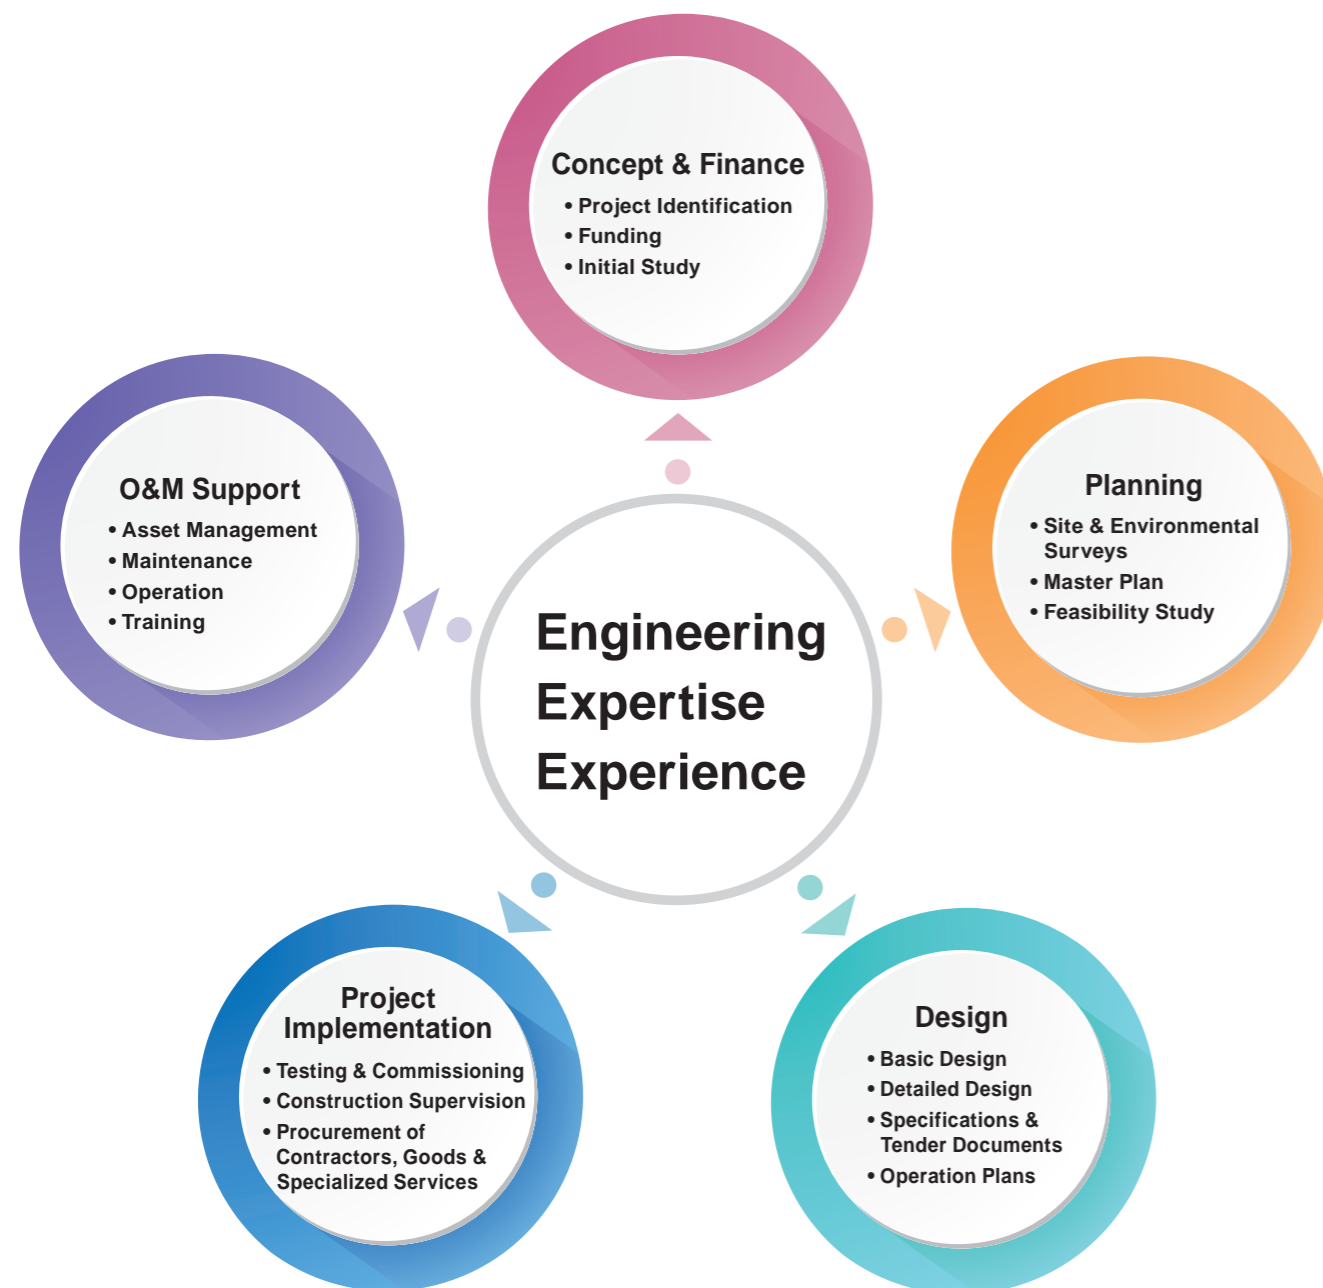 Concept & Finance
• Project Identification
• Funding
• Initial Study
Planning
• Site & Environmental
Surveys
• Master Plan
• Feasibility Study
Design
• Basic Design
• Detailed Design
• Specifications &
Tender Documents
• Operation Plans
Project
Implementation
• Testing & Commissioning
• Construction Supervision
• Procurement of
Contractors, Goods &
Specialized Services
O&M Support
• Asset Management
• Maintenance
• Operation
• Training
Engineering
Expertise
Experience